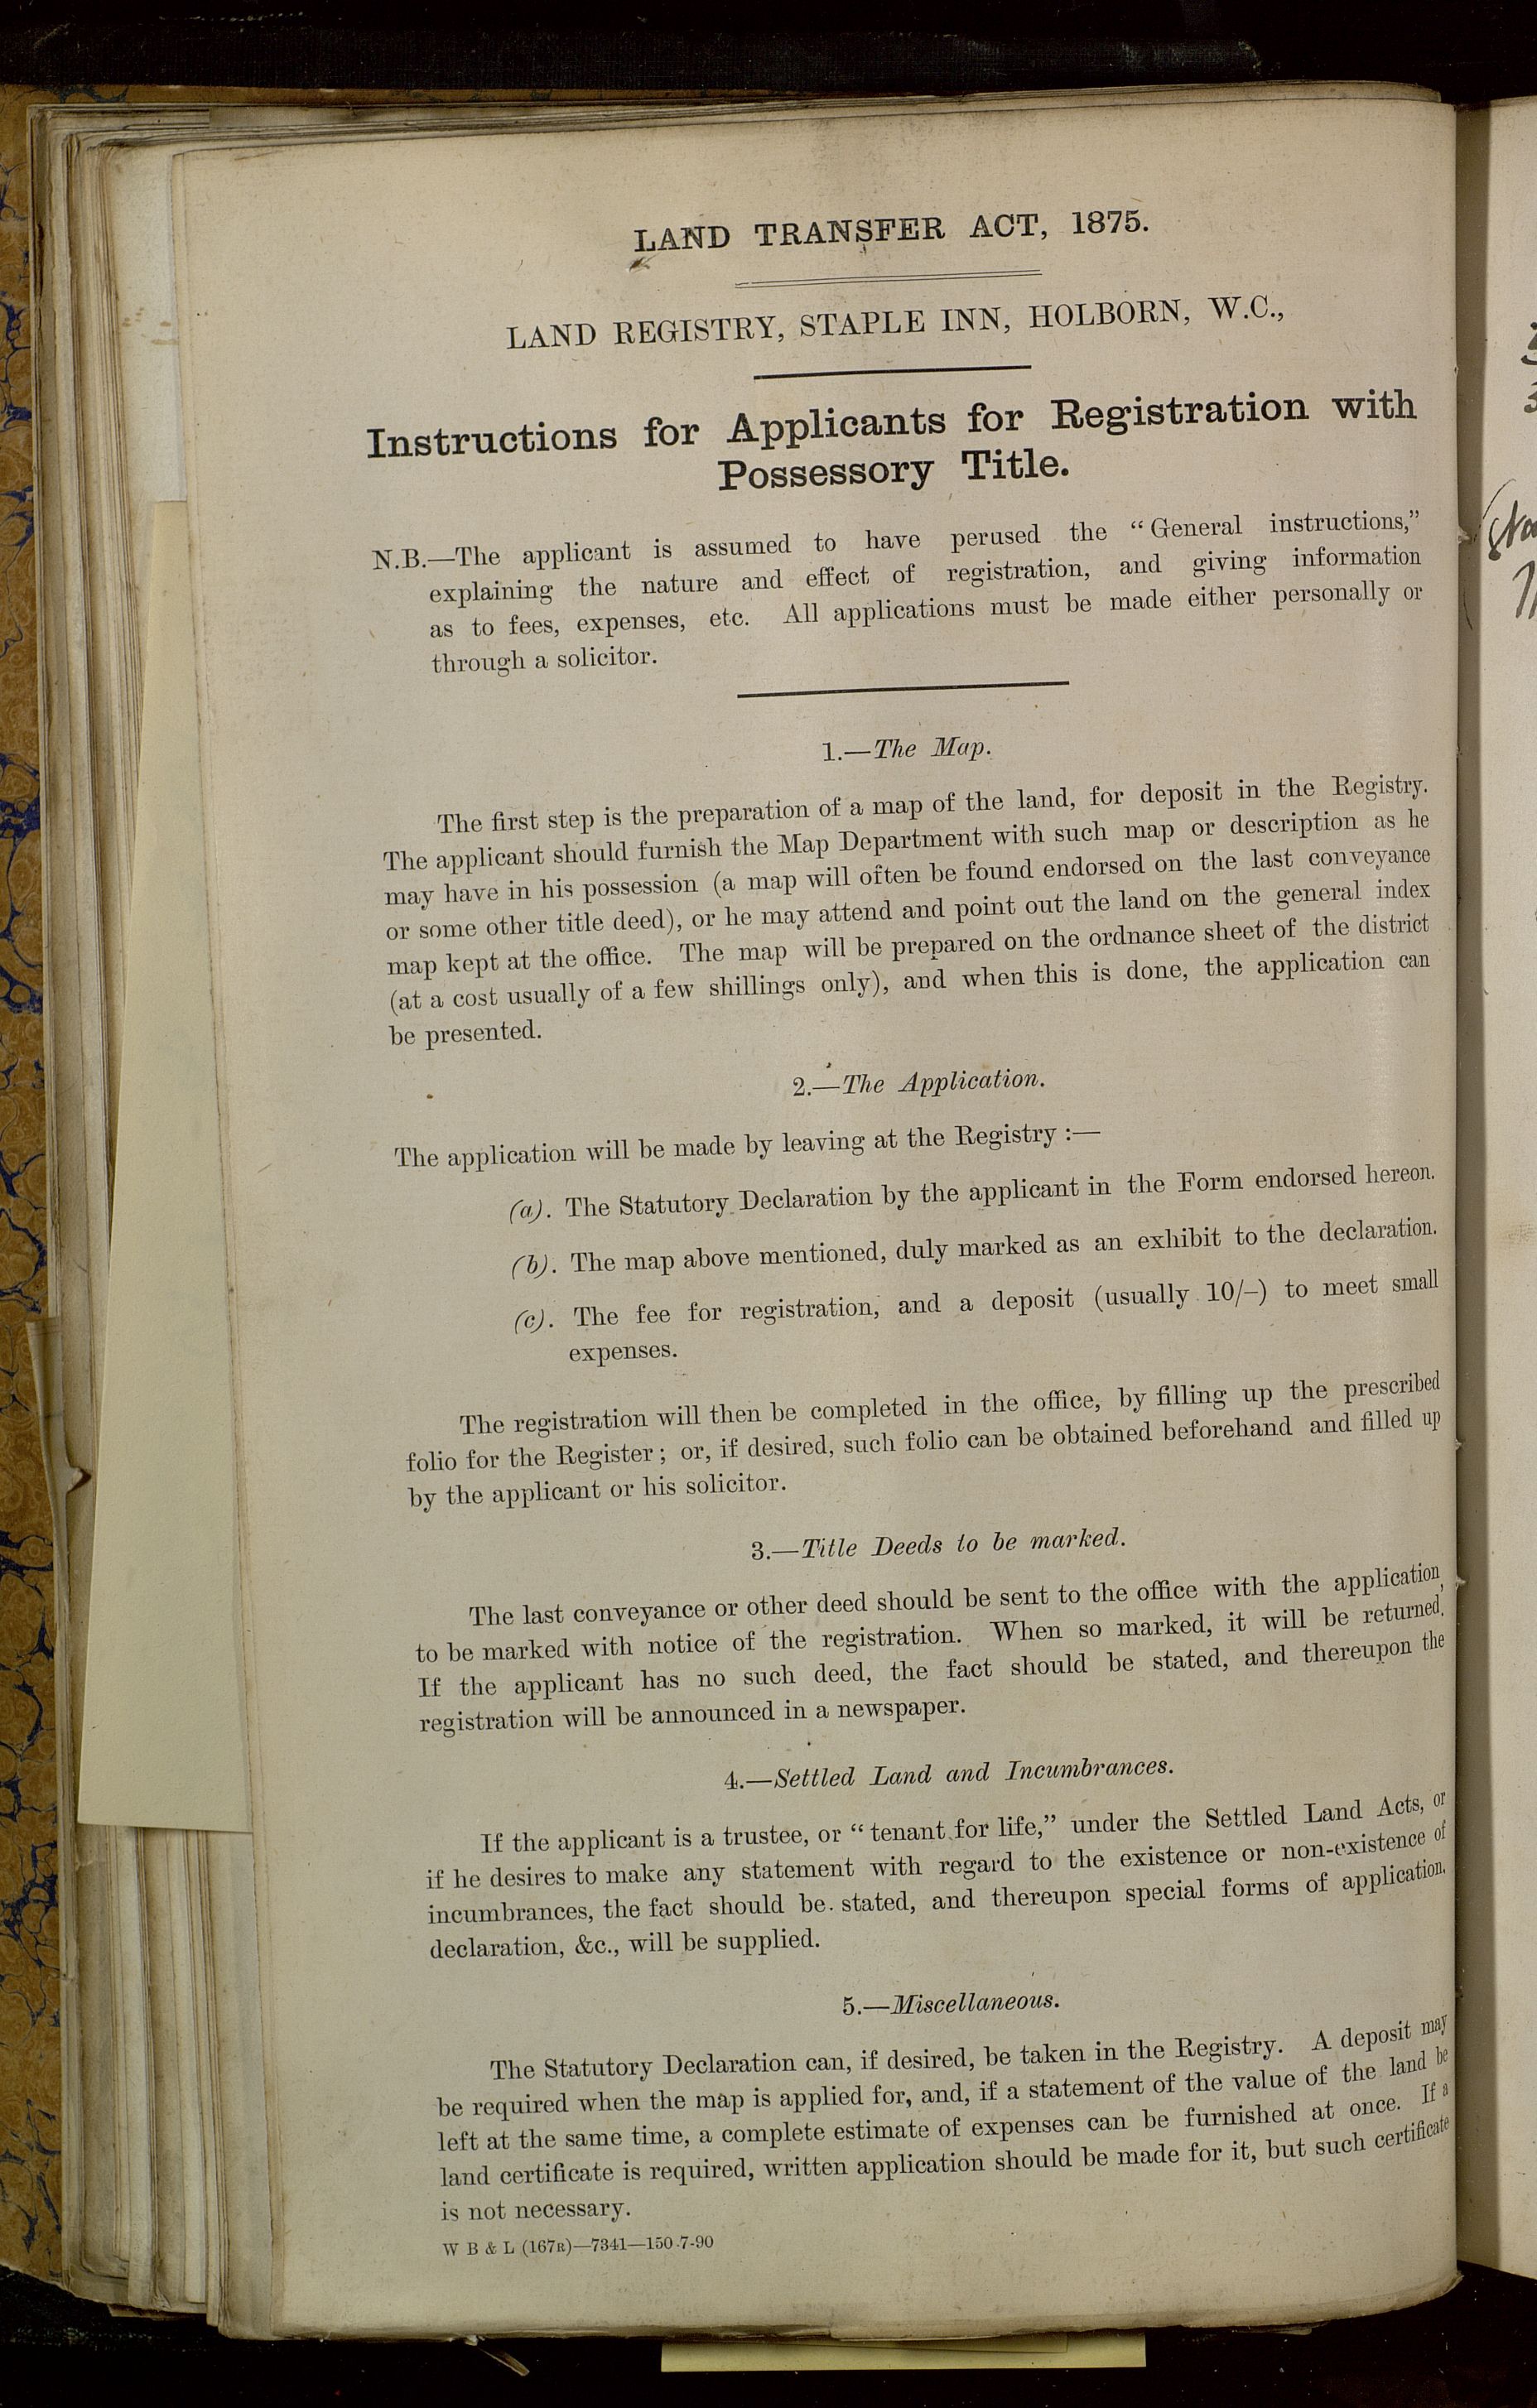 LAND TRANSFER ACT, 1875.
LAND REGISTRY, STAPLE INN, HOLBORN, W.C.,
Instructions for Applicants for Registration with
Possessory Title.
N.B.—The applicant is assumed to have perused the "General instructions,"
explaining the nature and effect of registration, and giving information
as to fees, expenses, etc. All applications must be made either personally or
through a solicitor.
1.—The Map.
The first step is the preparation of a map of the land, for deposit in the Registry.
The applicant should furnish the Map Department with such map or description as he
may have in his possession (a map will often be found endorsed on the last conveyance
or some other title deed), or he may attend and point out the land on the general index
map kept at the office. The map will be prepared on the ordnance sheet of the district
(at a cost usually of a few shillings only), and when this is done, the application can
be presented.
2.—The Application.
The application will be made by leaving at the Registry :—
(a). The Statutory Declaration by the applicant in the Form endorsed hereon.
(b). The map above mentioned, duly marked as an exhibit to the declaration.
(c). The fee for registration, and a deposit (usually 10/–) to meet small
expenses.
The registration will then be completed in the office, by filling up the prescribed
folio for the Register; or, if desired, such folio can be obtained beforehand and filled up
by the applicant or his solicitor.
3.—Title Deeds to be marked.
The last conveyance or other deed should be sent to the office with the application,
to be marked with notice of the registration. When so marked, it will be returned.
If the applicant has no such deed, the fact should be stated, and thereupon the
registration will be announced in a newspaper.
4.—Settled Land and Incumbrances.
If the applicant is a trustee, or "tenant for life," under the Settled Land Acts, or
if he desires to make any statement with regard to the existence or non-existence of
incumbrances, the fact should be stated, and thereupon special forms of application,
declaration, &c., will be supplied.
5.—Miscellaneous.
The Statutory Declaration can, if desired, be taken in the Registry. A deposit may
be required when the map is applied for, and, if a statement of the value of the land be
left at the same time, a complete estimate of expenses can be furnished at once. If a
land certificate is required, written application should be made for it, but such certificate
is not necessary.
W B & L (167R)—7341—150.7-90